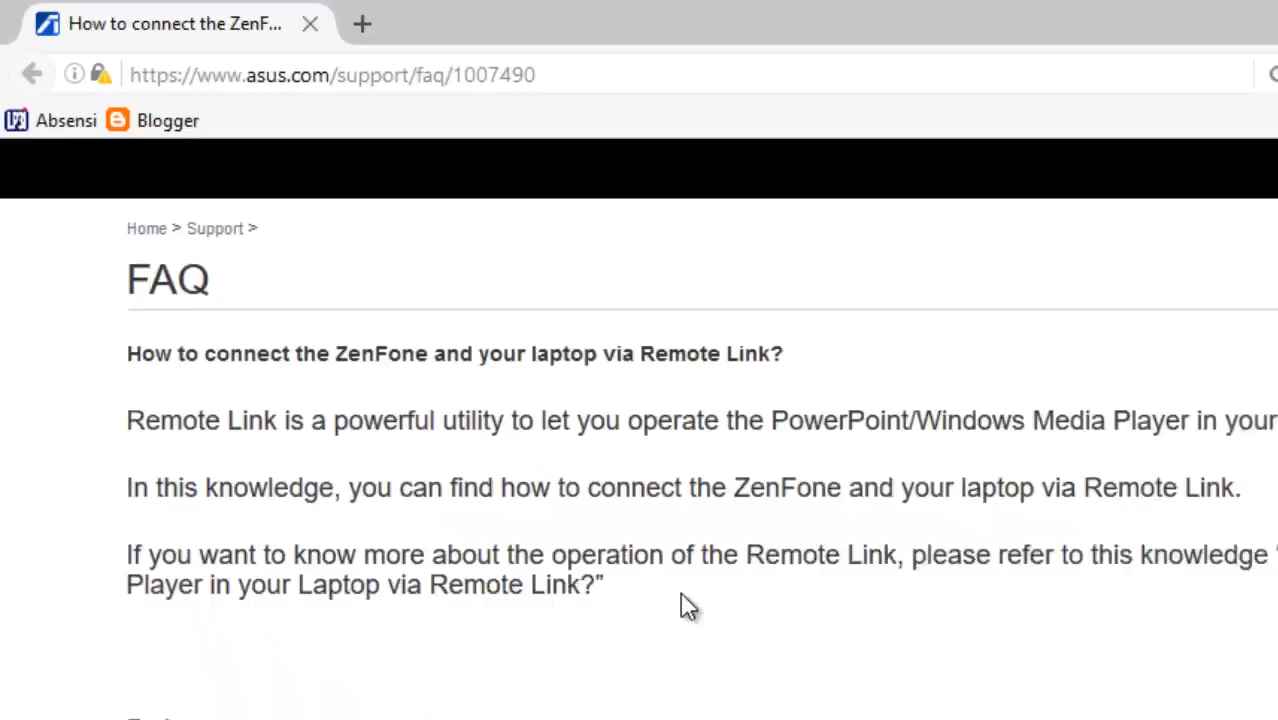 How to connect the ZenF...
https://www.asus.com/support/faq/1007490
Absensi Blogger
Home > Support >
FAQ
How to connect the ZenFone and your laptop via Remote Link?
Remote Link is a powerful utility to let you operate the PowerPoint/Windows Media Player in your
In this knowledge, you can find how to connect the ZenFone and your laptop via Remote Link.
If you want to know more about the operation of the Remote Link, please refer to this knowledge “
Player in your Laptop via Remote Link?”